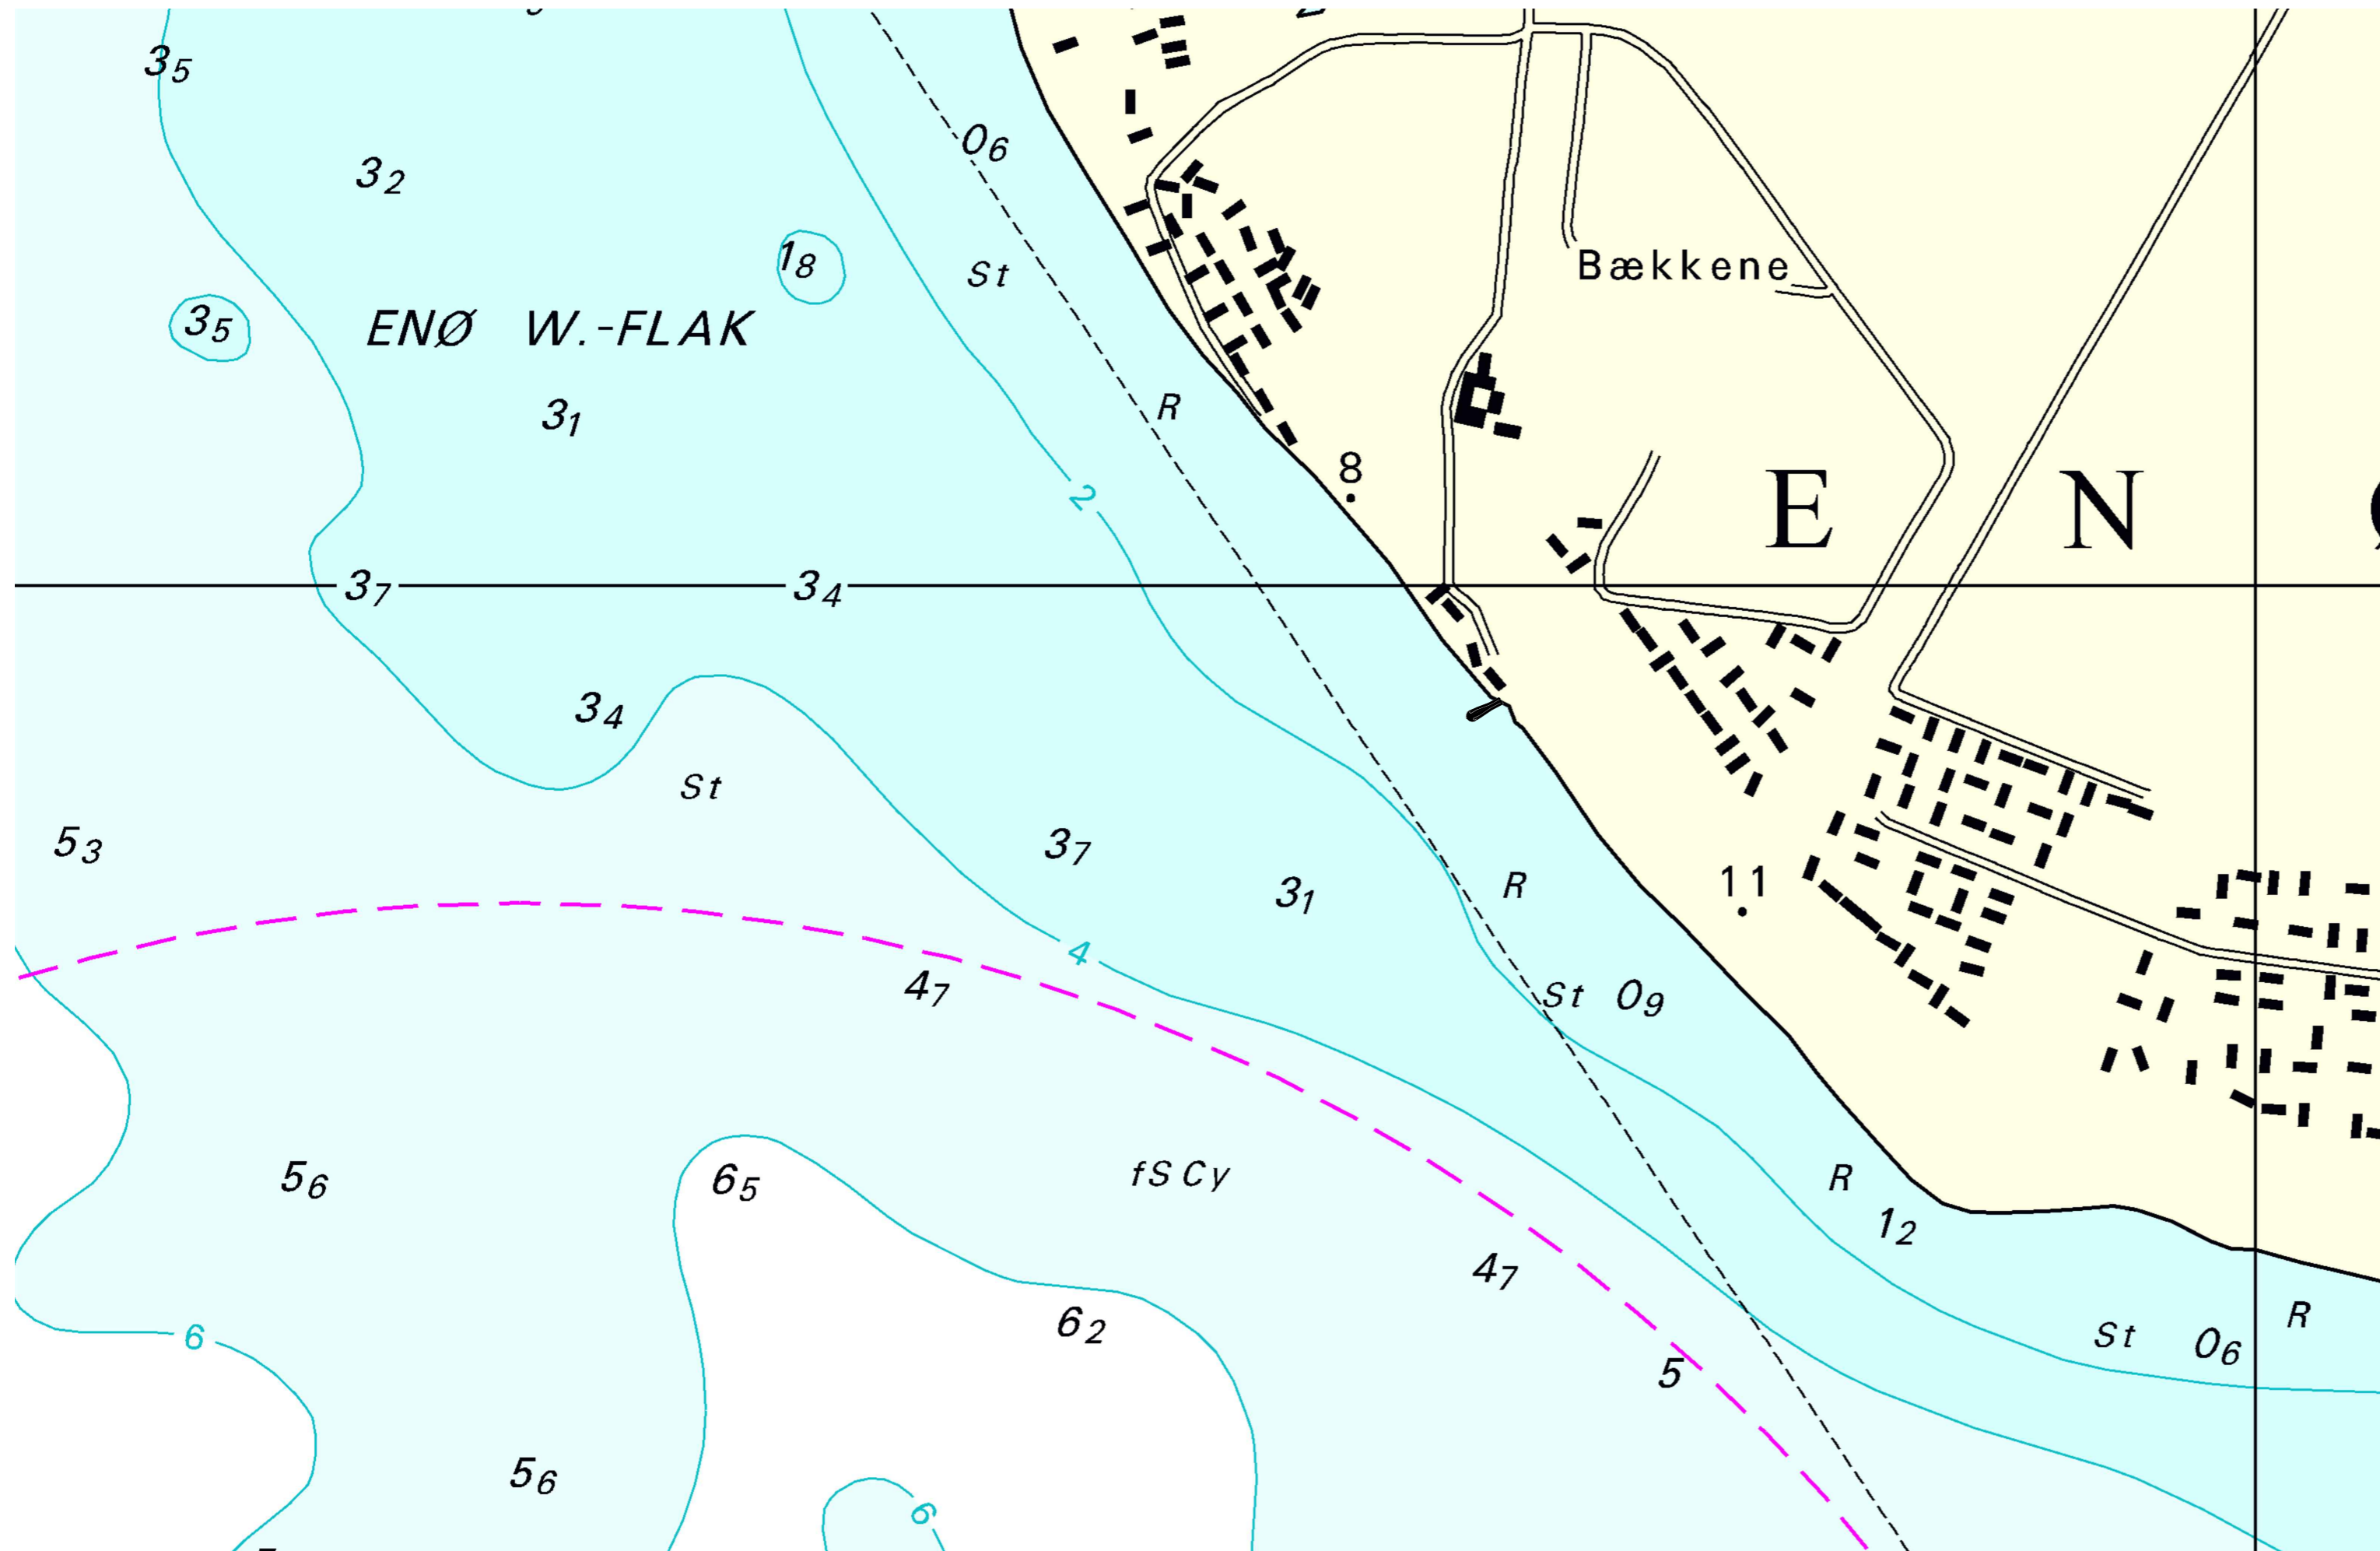 3₅
0₆
3₂
1₈
St
Bækkene
3₅
ENØ W.-FLAK
R
3₁
8
2
E N
3₇
3₄
3₄
St
5₃
3₇
3₁
R
11
4
4₇
St 0₉
5₆
6₅
fSCy
R
1₂
4₇
6₂
6
5
St 0₆
R
5₆
6